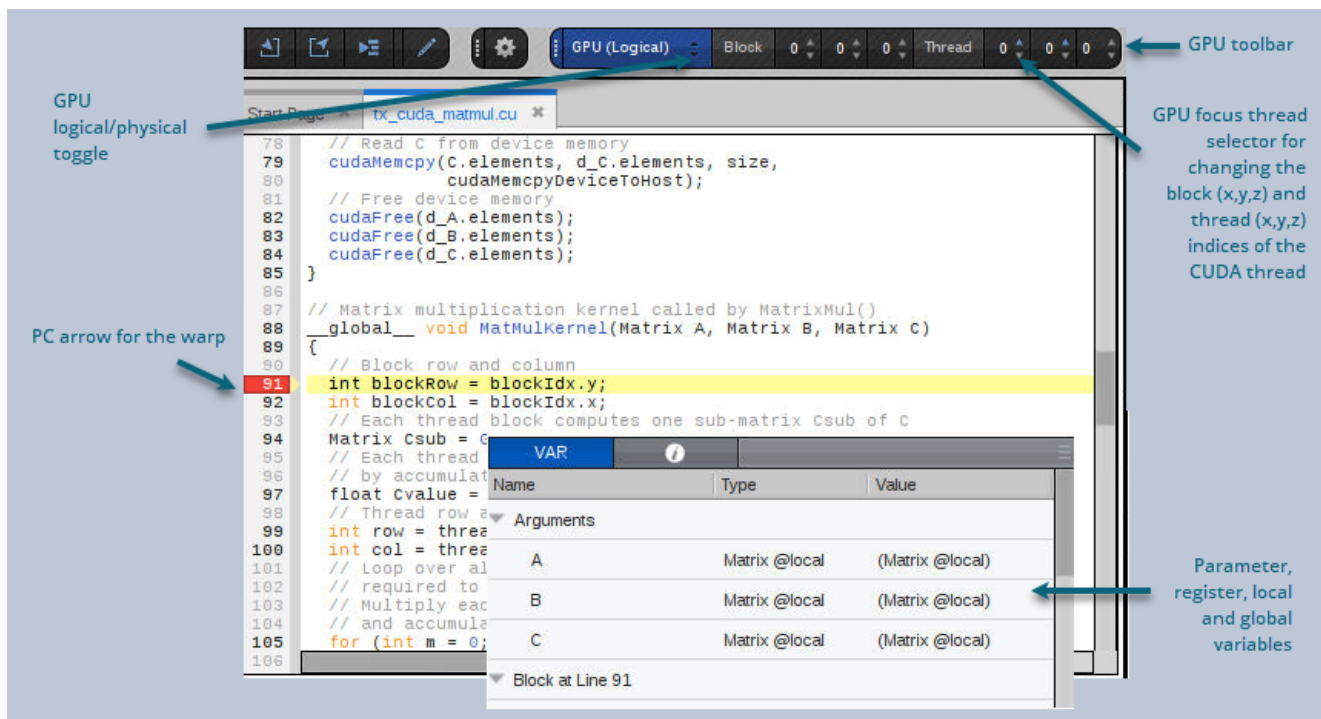 GPU (Logical) Block 0 0 0 Thread 0 0 0
GPU toolbar
GPU
logical/physical
toggle
Start Page tx_cuda_matmul.cu
GPU focus thread
selector for
changing the
block (x,y,z) and
thread (x,y,z)
indices of the
CUDA thread
78 // Read C from device memory
79 cudaMemcpy(C.elements, d_C.elements, size,
80 cudaMemcpyDeviceToHost);
81 // Free device memory
82 cudaFree(d_A.elements);
83 cudaFree(d_B.elements);
84 cudaFree(d_C.elements);
85 }
86
87 // Matrix multiplication kernel called by MatrixMul()
88 __global__ void MatMulKernel(Matrix A, Matrix B, Matrix C)
89 {
90 // Block row and column
91 int blockRow = blockIdx.y;
92 int blockCol = blockIdx.x;
93 // Each thread block computes one sub-matrix Csub of C
94 Matrix Csub =
95 // Each thread
96 // by accumulat
97 float Cvalue =
98 // Thread row a
99 int row = threa
100 int col = threa
101 // Loop over al
102 // required to
103 // Multiply eac
104 // and accumula
105 for (int m = 0;
106
PC arrow for the warp
VAR i
Name Type Value
Arguments
A Matrix @local (Matrix @local)
B Matrix @local (Matrix @local)
C Matrix @local (Matrix @local)
Block at Line 91
Parameter,
register, local
and global
variables